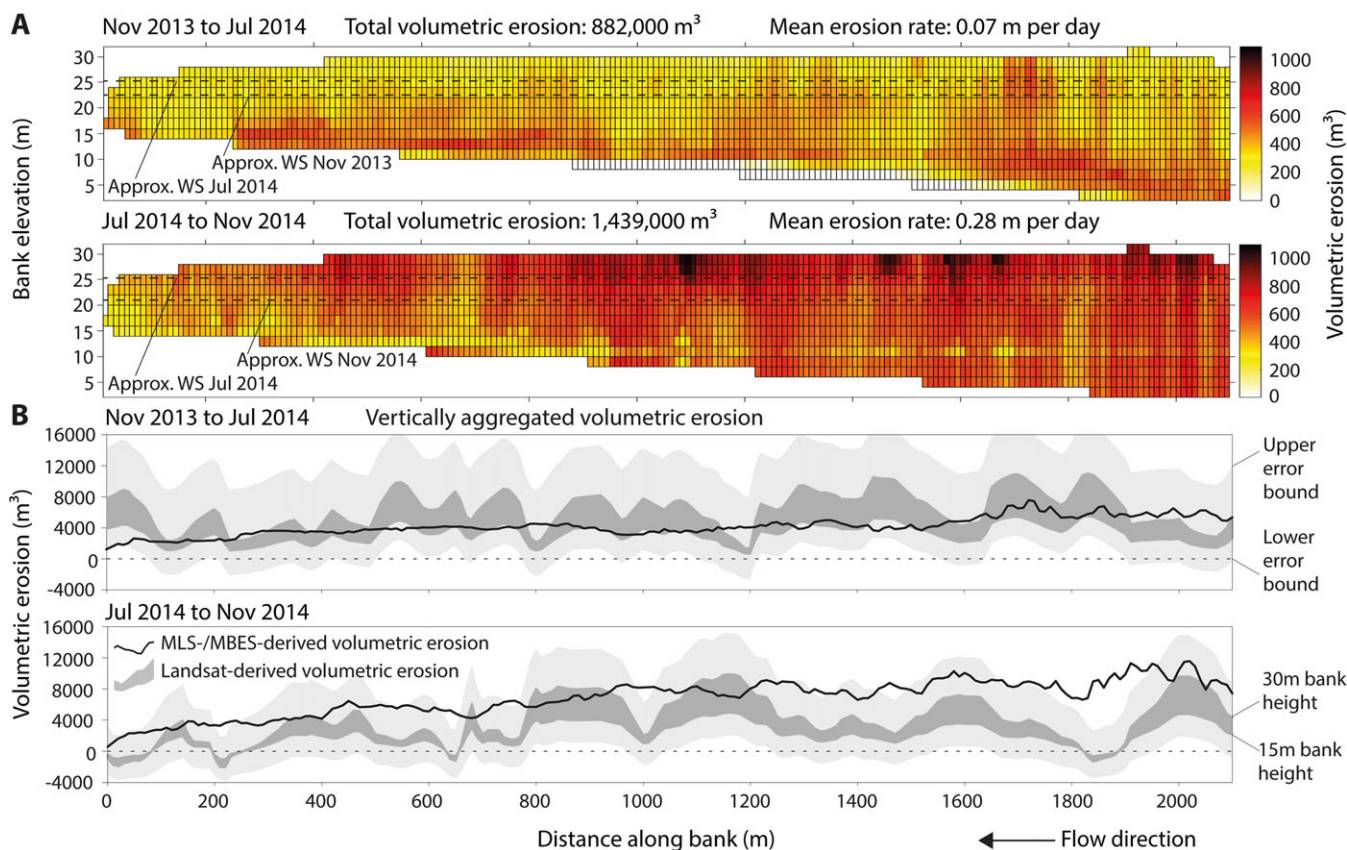 A
Nov 2013 to Jul 2014 Total volumetric erosion: 882,000 m³ Mean erosion rate: 0.07 m per day
30
25
20
15
10
5
Approx. WS Nov 2013
Approx. WS Jul 2014
1000
800
600
400
200
0
Volumetric erosion (m³)
Bank elevation (m)
Jul 2014 to Nov 2014 Total volumetric erosion: 1,439,000 m³ Mean erosion rate: 0.28 m per day
30
25
20
15
10
5
Approx. WS Nov 2014
Approx. WS Jul 2014
1000
800
600
400
200
0
B
Nov 2013 to Jul 2014 Vertically aggregated volumetric erosion
16000
12000
8000
4000
0
-4000
Upper
error
bound
Lower
error
bound
Volumetric erosion (m³)
Jul 2014 to Nov 2014
16000
12000
8000
4000
0
-4000
MLS-/MBES-derived volumetric erosion
Landsat-derived volumetric erosion
30m bank
height
15m bank
height
0 200 400 600 800 1000 1200 1400 1600 1800 2000
Distance along bank (m)
Flow direction